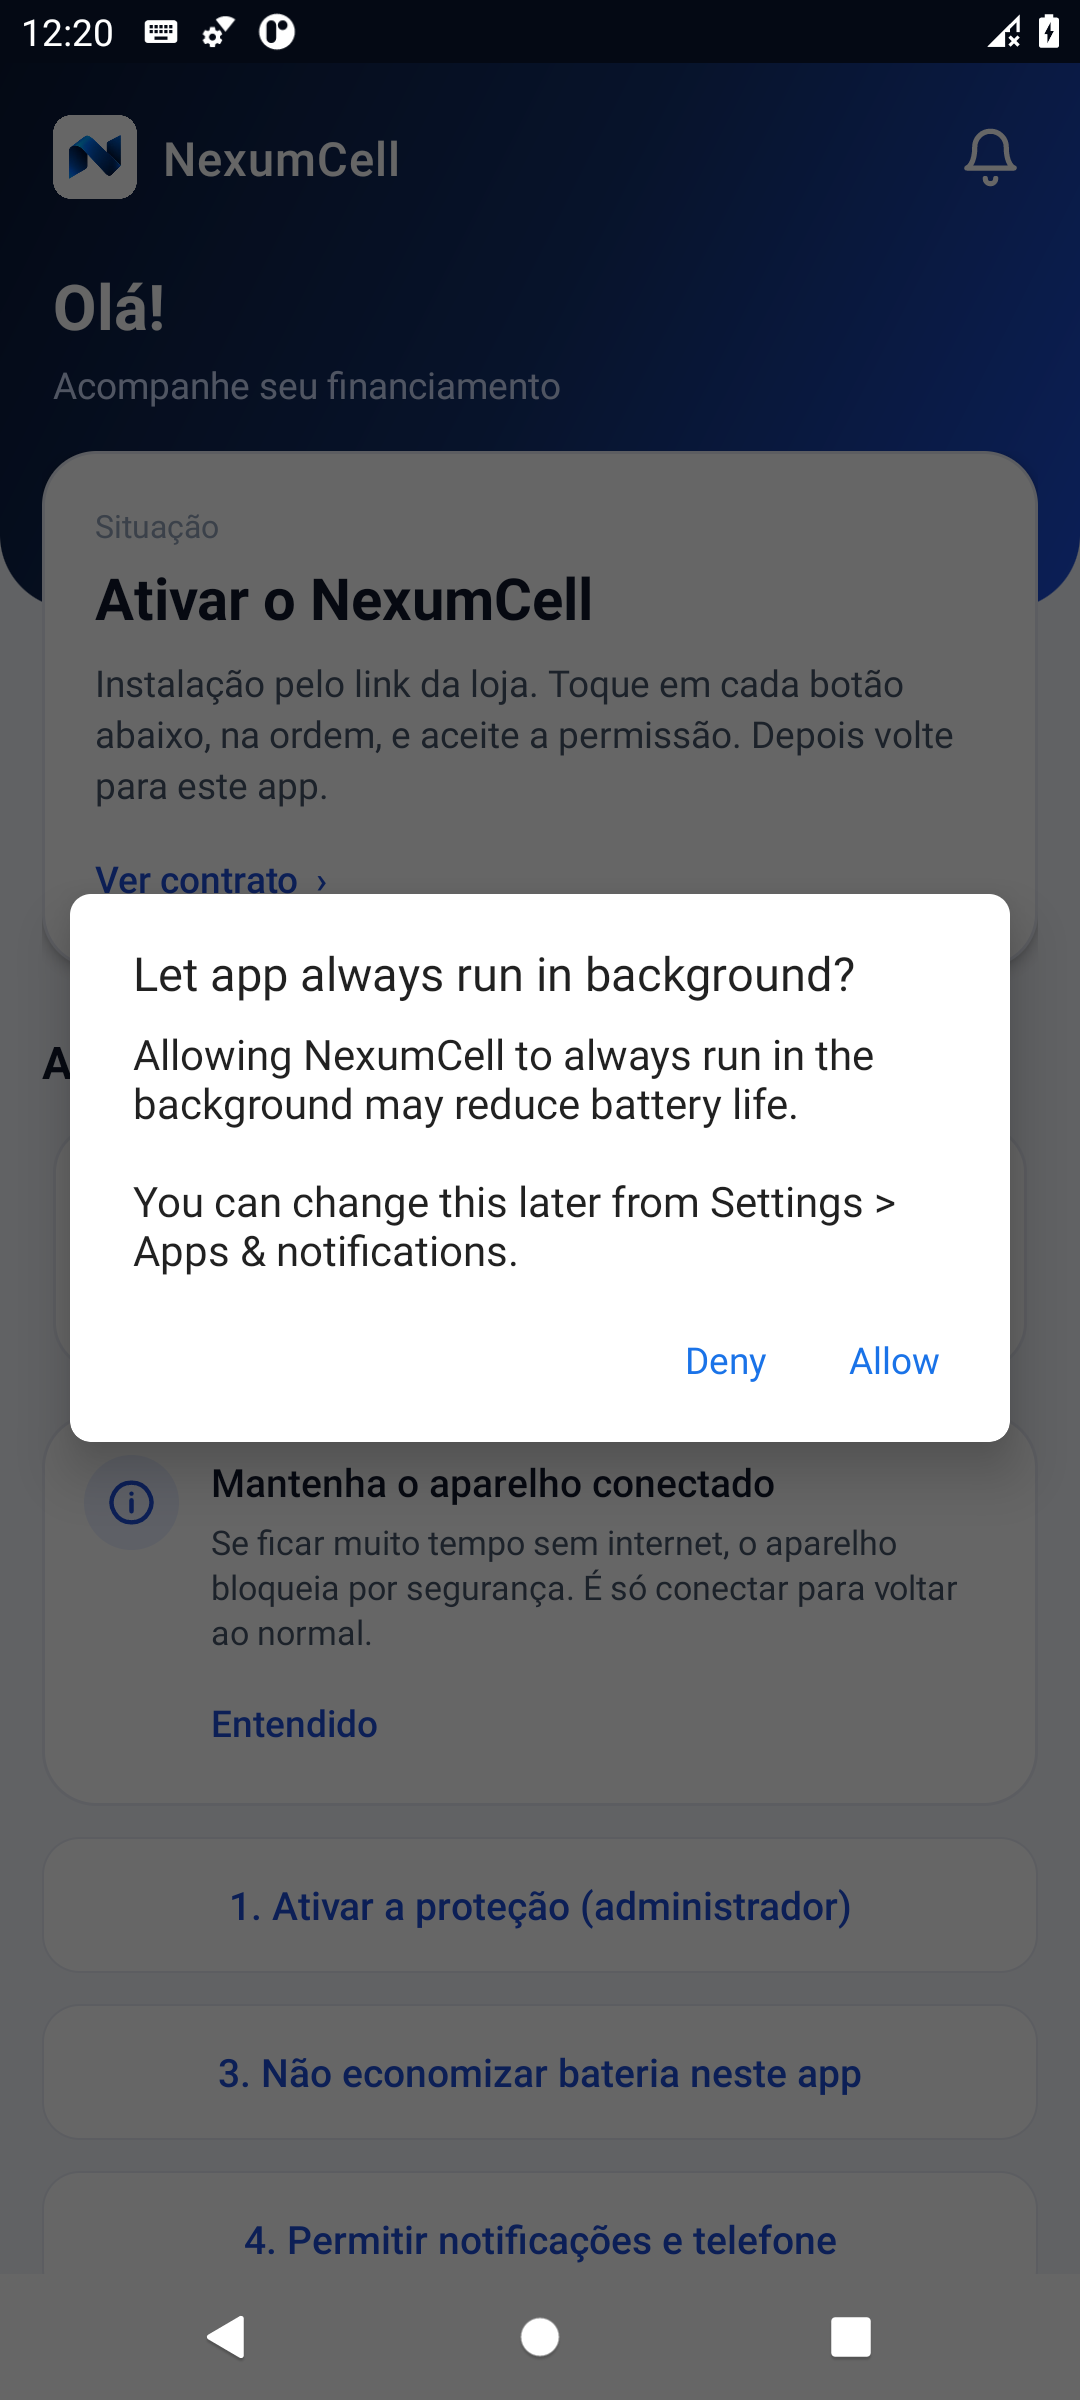 12:20
NexumCell
Olá!
Acompanhe seu financiamento
Situação
Ativar o NexumCell
Instalação pelo link da loja. Toque em cada botão
abaixo, na ordem, e aceite a permissão. Depois volte
para este app.
Ver contrato ›
Let app always run in background?
Allowing NexumCell to always run in the
background may reduce battery life.
You can change this later from Settings >
Apps & notifications.
Deny Allow
Mantenha o aparelho conectado
Se ficar muito tempo sem internet, o aparelho
bloqueia por segurança. É só conectar para voltar
ao normal.
Entendido
1. Ativar a proteção (administrador)
3. Não economizar bateria neste app
4. Permitir notificações e telefone